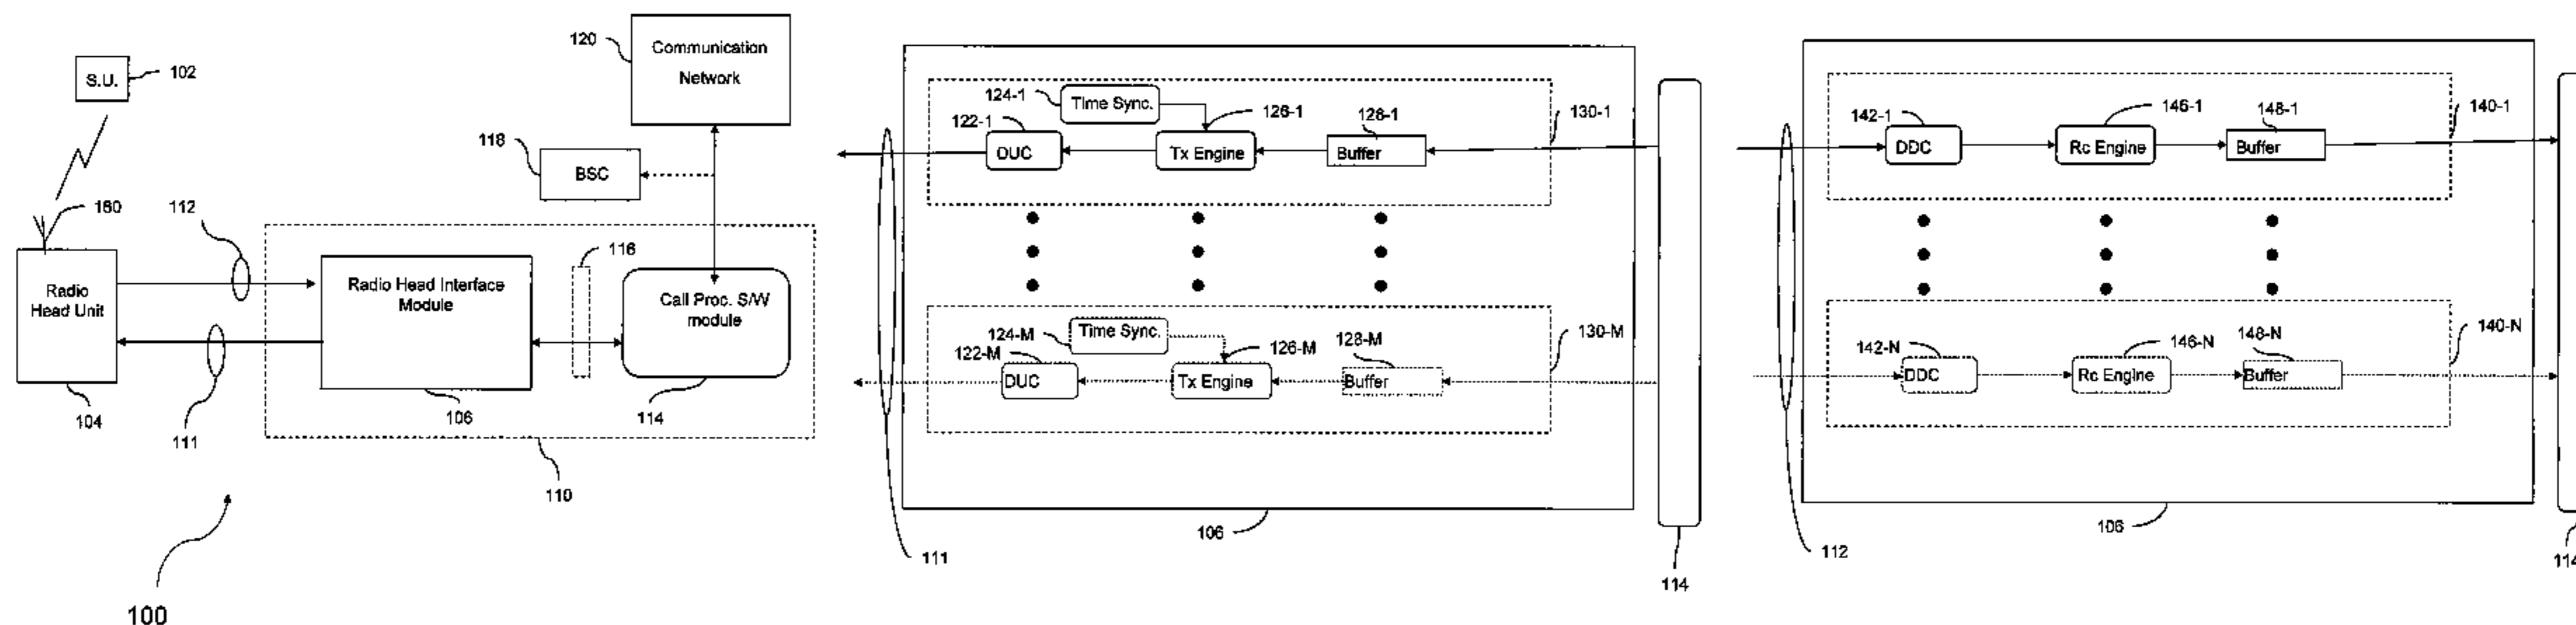 S.U.
102
120
Communication
Network
118
BSC
160
112
116
Radio
Head Unit
Radio Head Interface
Module
Call Proc. S/W
module
104
111
106
114
110
100
124-1
Time Sync.
126-1
128-1
130-1
122-1
DUC
Tx Engine
Buffer
124-M
Time Sync.
126-M
128-M
130-M
122-M
DUC
Tx Engine
Buffer
106
111
114
142-1
146-1
148-1
140-1
DDC
Rc Engine
Buffer
142-N
146-N
148-N
140-N
DDC
Rc Engine
Buffer
106
112
114